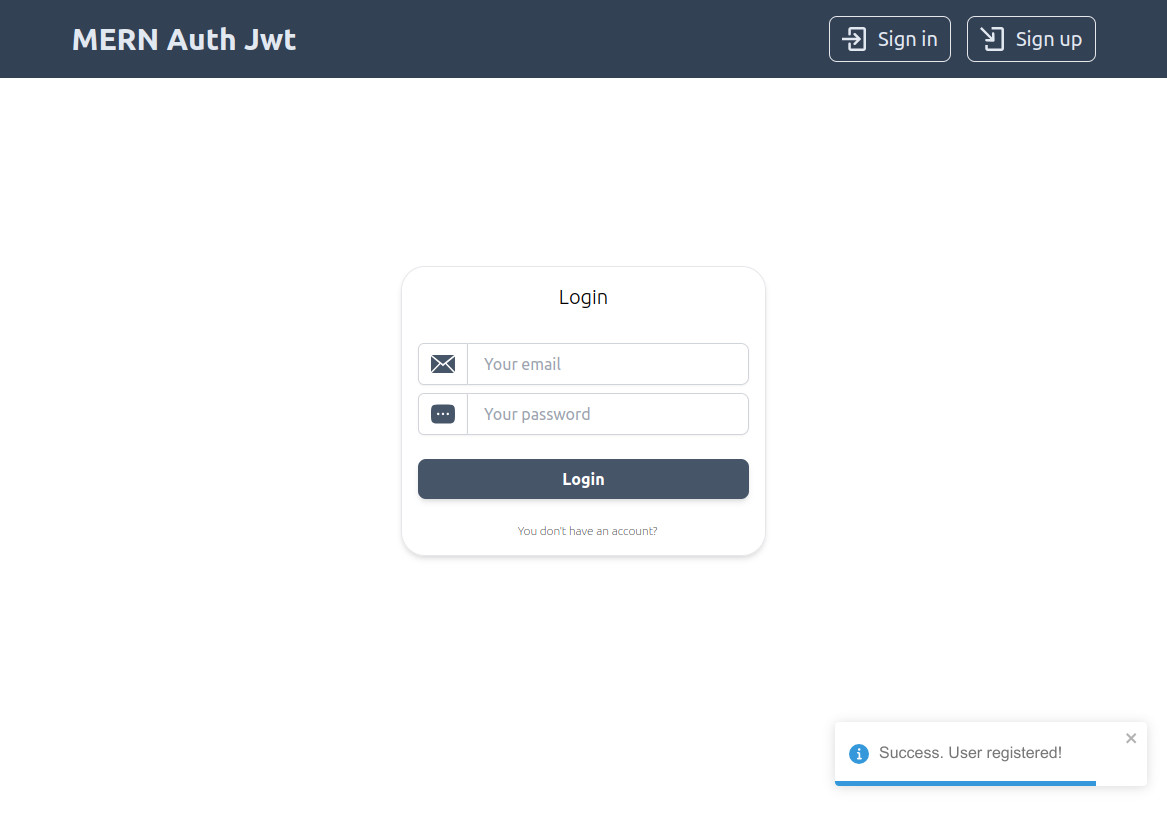 MERN Auth Jwt
Sign in
Sign up
Login
Your email
Your password
Login
You don't have an account?
Success. User registered!